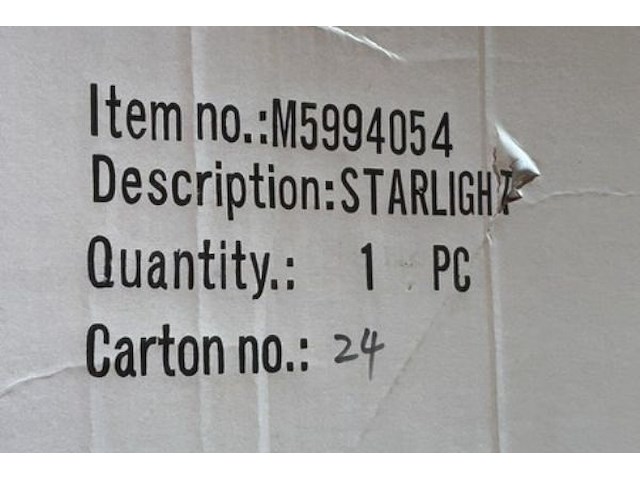 Item no.:M5994054
Description:STARLIGHT
Quantity.: 1 PC
Carton no.: 24